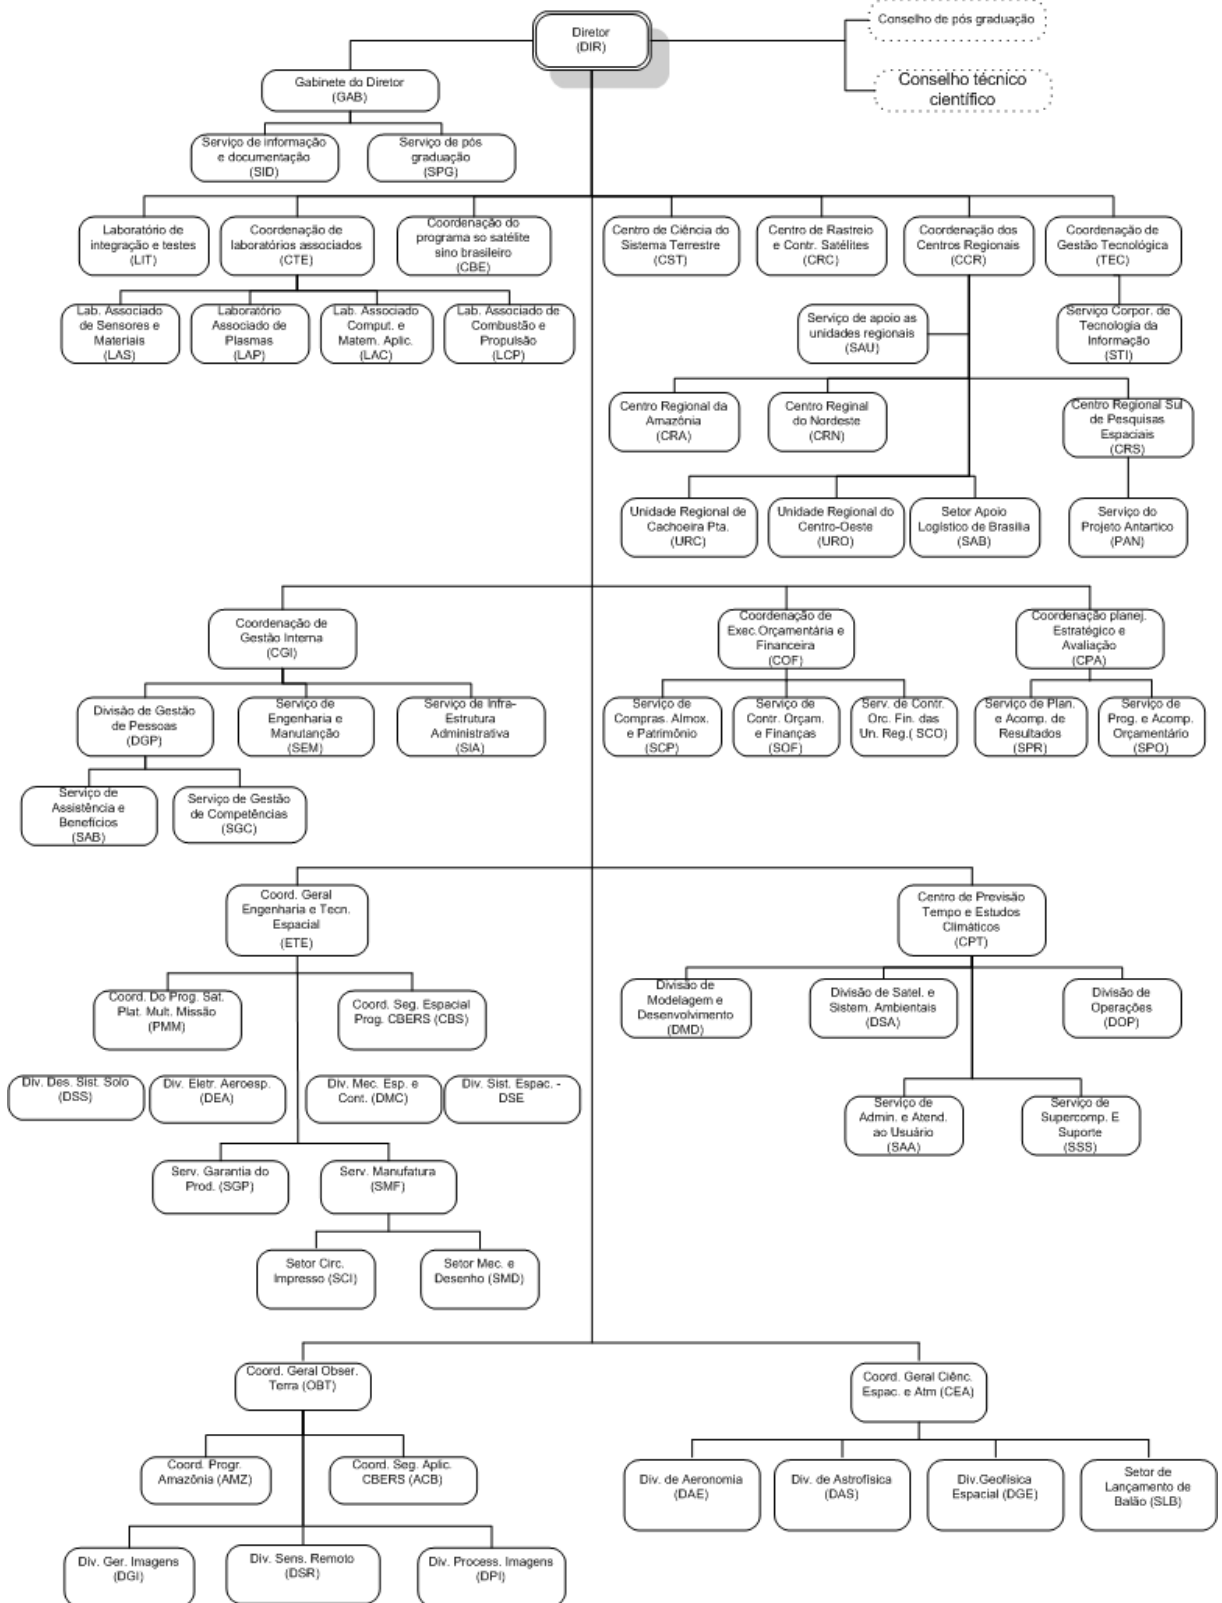 Diretor
(DIR)
Conselho de pós graduação
Conselho técnico
científico
Gabinete do Diretor
(GAB)
Serviço de informação
e documentação
(SID)
Serviço de pós
graduação
(SPG)
Laboratório de
integração e testes
(LIT)
Coordenação de
laboratórios associados
(CTE)
Coordenação do
programa so satélite
sino brasileiro
(CBE)
Centro de Ciência do
Sistema Terrestre
(CST)
Centro de Rastreio
e Contr. Satélites
(CRC)
Coordenação dos
Centros Regionais
(CCR)
Coordenação de
Gestão Tecnológica
(TEC)
Lab. Associado
de Sensores e
Materiais
(LAS)
Laboratório
Associado de
Plasmas
(LAP)
Lab. Associado
Comput. e
Matem. Aplic.
(LAC)
Lab. Associado de
Combustão e
Propulsão
(LCP)
Serviço de apoio as
unidades regionais
(SAU)
Serviço Corpor. de
Tecnologia da
Informação
(STI)
Centro Regional da
Amazônia
(CRA)
Centro Reginal
do Nordeste
(CRN)
Centro Regional Sul
de Pesquisas
Espaciais
(CRS)
Unidade Regional de
Cachoeira Pta.
(URC)
Unidade Regional do
Centro-Oeste
(URO)
Setor Apoio
Logístico de Brasília
(SAB)
Serviço do
Projeto Antartico
(PAN)
Coordenação de
Gestão Interna
(CGI)
Coordenação de
Exec.Orçamentária e
Financeira
(COF)
Coordenação planej.
Estratégico e
Avaliação
(CPA)
Divisão de Gestão
de Pessoas
(DGP)
Serviço de
Engenharia e
Manutanção
(SEM)
Serviço de Infra-
Estrutura
Administrativa
(SIA)
Serviço de
Compras. Almox.
e Patrimônio
(SCP)
Serviço de
Contr. Orçam.
e Finanças
(SOF)
Serv. de Contr.
Orc. Fin. das
Un. Reg.( SCO)
Serviço de Plan.
e Acomp. de
Resultados
(SPR)
Serviço de
Prog. e Acomp.
Orçamentário
(SPO)
Serviço de
Assistência e
Benefícios
(SAB)
Serviço de Gestão
de Competências
(SGC)
Coord. Geral
Engenharia e Tecn.
Espacial
(ETE)
Centro de Previsão
Tempo e Estudos
Climáticos
(CPT)
Coord. Do Prog. Sat.
Plat. Mult. Missão
(PMM)
Coord. Seg. Espacial
Prog. CBERS (CBS)
Divisão de
Modelagem e
Desenvolvimento
(DMD)
Divisão de Satel. e
Sistem. Ambientais
(DSA)
Divisão de
Operações
(DOP)
Div. Des. Sist. Solo
(DSS)
Div. Eletr. Aeroesp.
(DEA)
Div. Mec. Esp. e
Cont. (DMC)
Div. Sist. Espac. -
DSE
Serviço de
Admin. e Atend.
ao Usuário
(SAA)
Serviço de
Supercomp. E
Suporte
(SSS)
Serv. Garantia do
Prod. (SGP)
Serv. Manufatura
(SMF)
Setor Circ.
Impresso (SCI)
Setor Mec. e
Desenho (SMD)
Coord. Geral Obser.
Terra (OBT)
Coord. Geral Ciênc.
Espac. e Atm (CEA)
Coord. Progr.
Amazônia (AMZ)
Coord. Seg. Aplic.
CBERS (ACB)
Div. de Aeronomia
(DAE)
Div. de Astrofísica
(DAS)
Div.Geofísica
Espacial (DGE)
Setor de
Lançamento de
Balão (SLB)
Div. Ger. Imagens
(DGI)
Div. Sens. Remoto
(DSR)
Div. Process. Imagens
(DPI)